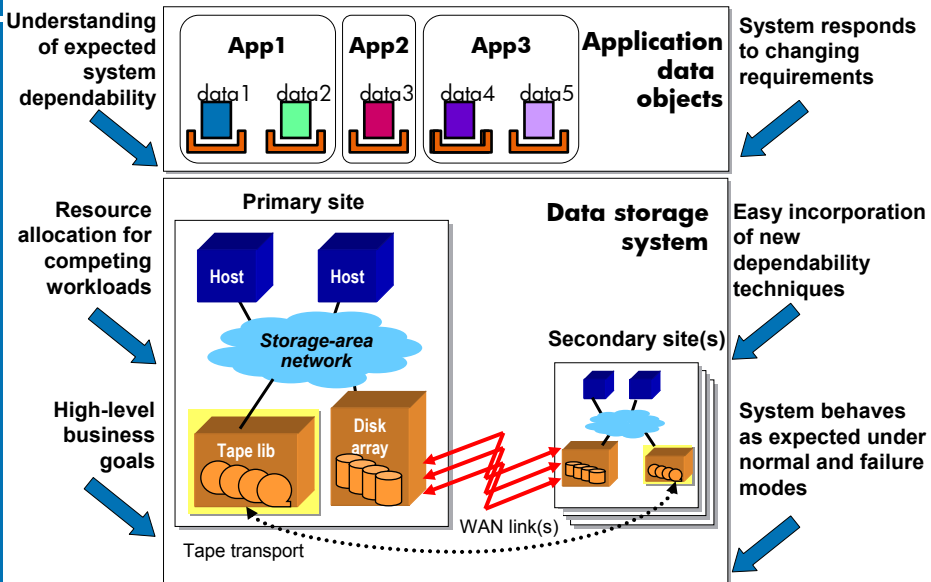 Understanding
of expected
system
dependability
App1
App2
App3
data1
data2
data3
data4
data5
Application
data
objects
System responds
to changing
requirements
Resource
allocation for
competing
workloads
Primary site
Host
Host
Storage-area
network
Tape lib
Disk
array
Data storage
system
Secondary site(s)
WAN link(s)
Tape transport
Easy incorporation
of new
dependability
techniques
High-level
business
goals
System behaves
as expected under
normal and failure
modes